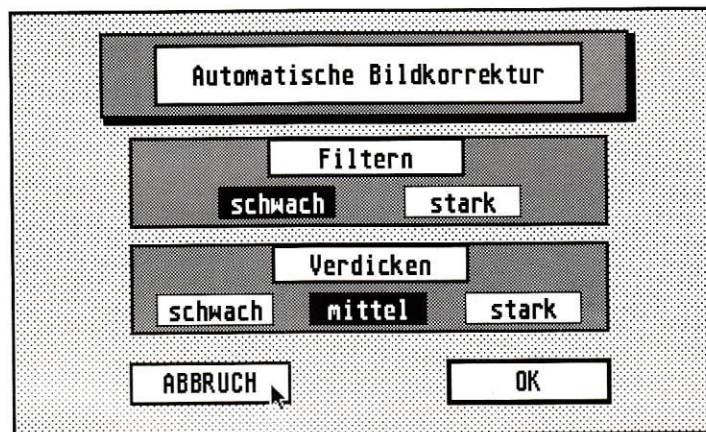 Automatische Bildkorrektur
Filtern
schwach stark
Verdicken
schwach mittel stark
ABBRUCH OK